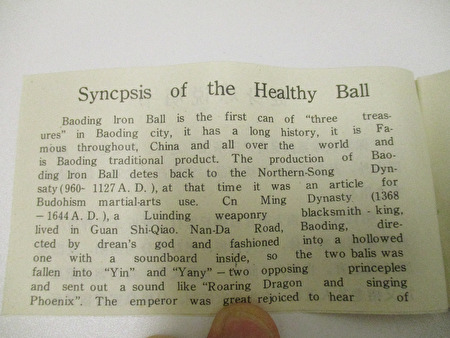 Syncpsis of the Healthy Ball
Baoding Iron Ball is the first can of "three treas-
ures" in Baoding city, it has a long history, it is Fa-
mous throughout, China and all over the world and
is Baoding traditional product. The production of Bao-
ding Iron Ball detes back to the Northern-Song Dyn-
saty (960- 1127 A. D. ), at that time it was an article for
Budohism martial-arts use. Cn Ming Dynasty (1368
– 1644 A. D. ), a Luinding weaponry blacksmith - king,
lived in Guan Shi-Qiao. Nan-Da Road, Baoding, dire-
cted by drean's god and fashioned into a hollowed
one with a soundboard inside, so the two balis was
fallen into "Yin" and "Yany" – two opposing princeples
and sent out a sound like "Roaring Dragon and singing
Phoenix". The emperor was great rejoiced to hear of